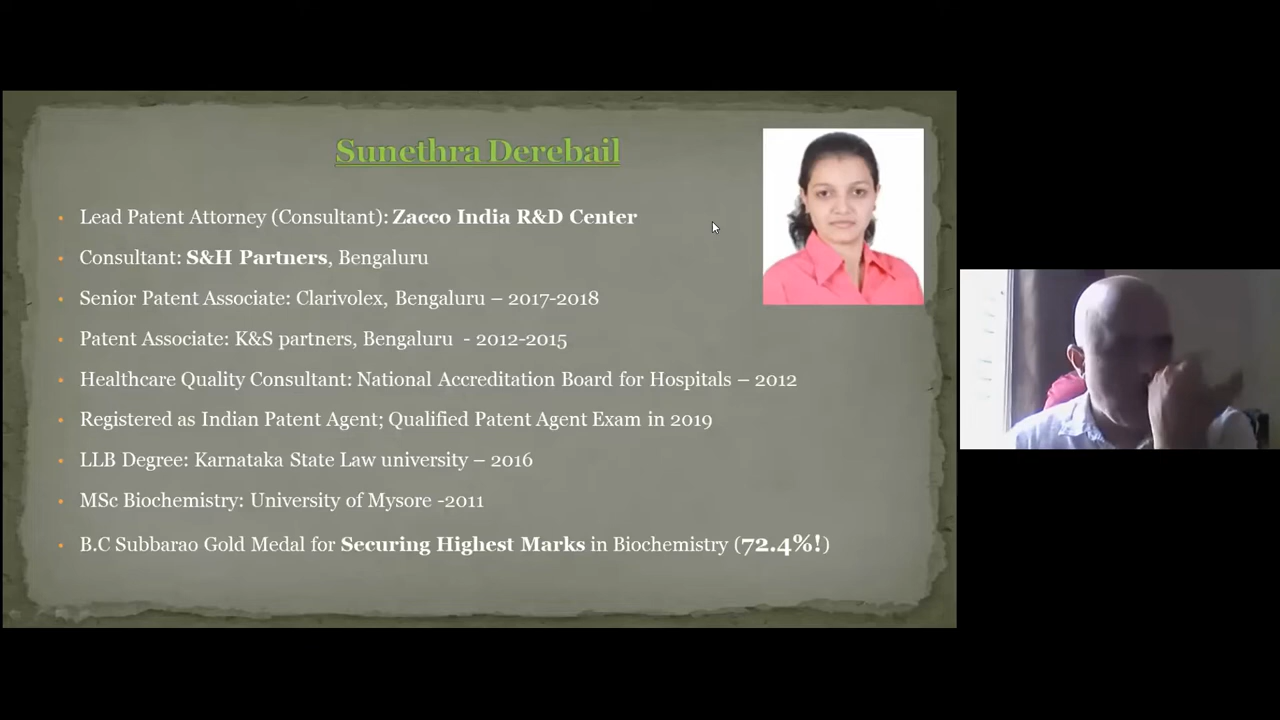 Sunethra Derebail
Lead Patent Attorney (Consultant): Zacco India R&D Center
Consultant: S&H Partners, Bengaluru
Senior Patent Associate: Clarivolex, Bengaluru – 2017-2018
Patent Associate: K&S partners, Bengaluru  - 2012-2015
Healthcare Quality Consultant: National Accreditation Board for Hospitals – 2012
Registered as Indian Patent Agent; Qualified Patent Agent Exam in 2019
LLB Degree: Karnataka State Law university – 2016
MSc Biochemistry: University of Mysore -2011
B.C Subbarao Gold Medal for Securing Highest Marks in Biochemistry (72.4%!)